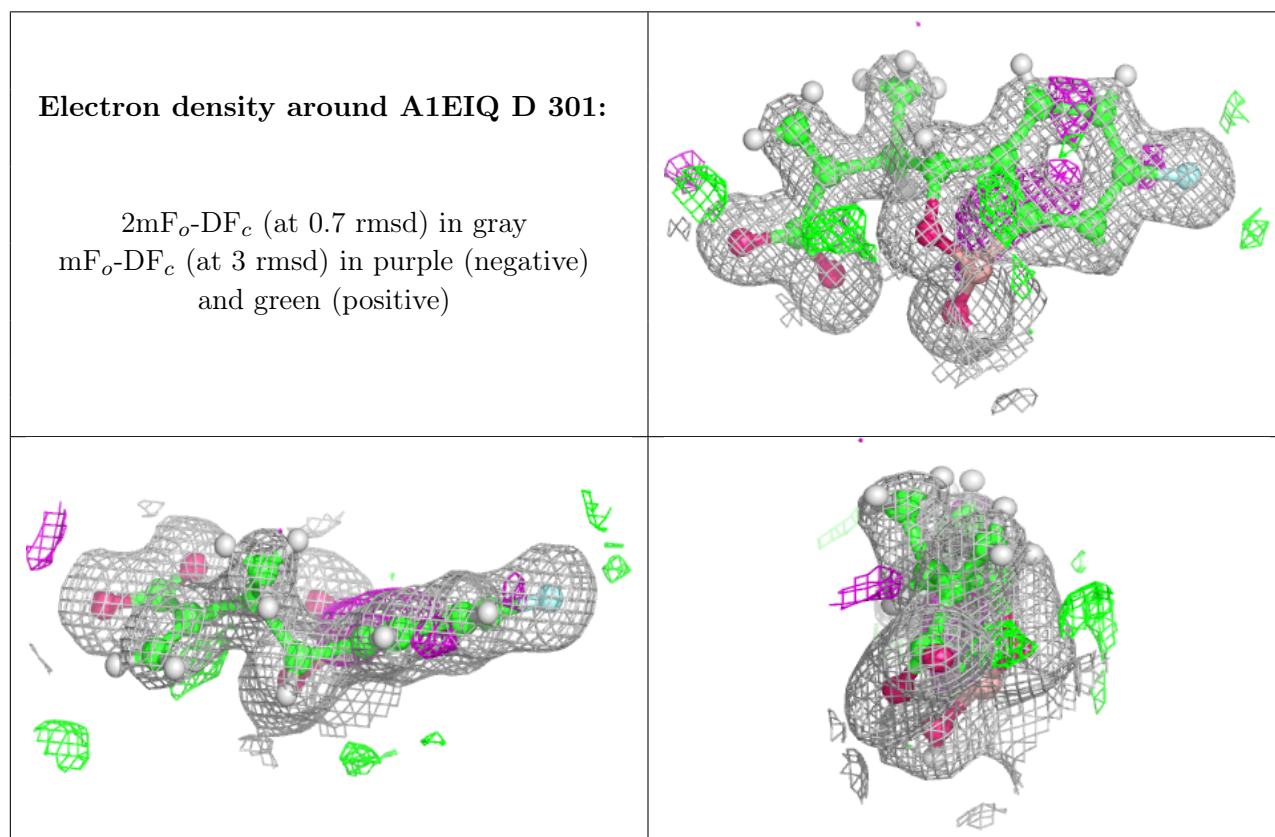 Electron density around A1EIQ D 301:
2mFo-DFc (at 0.7 rmsd) in gray
mFo-DFc (at 3 rmsd) in purple (negative)
and green (positive)